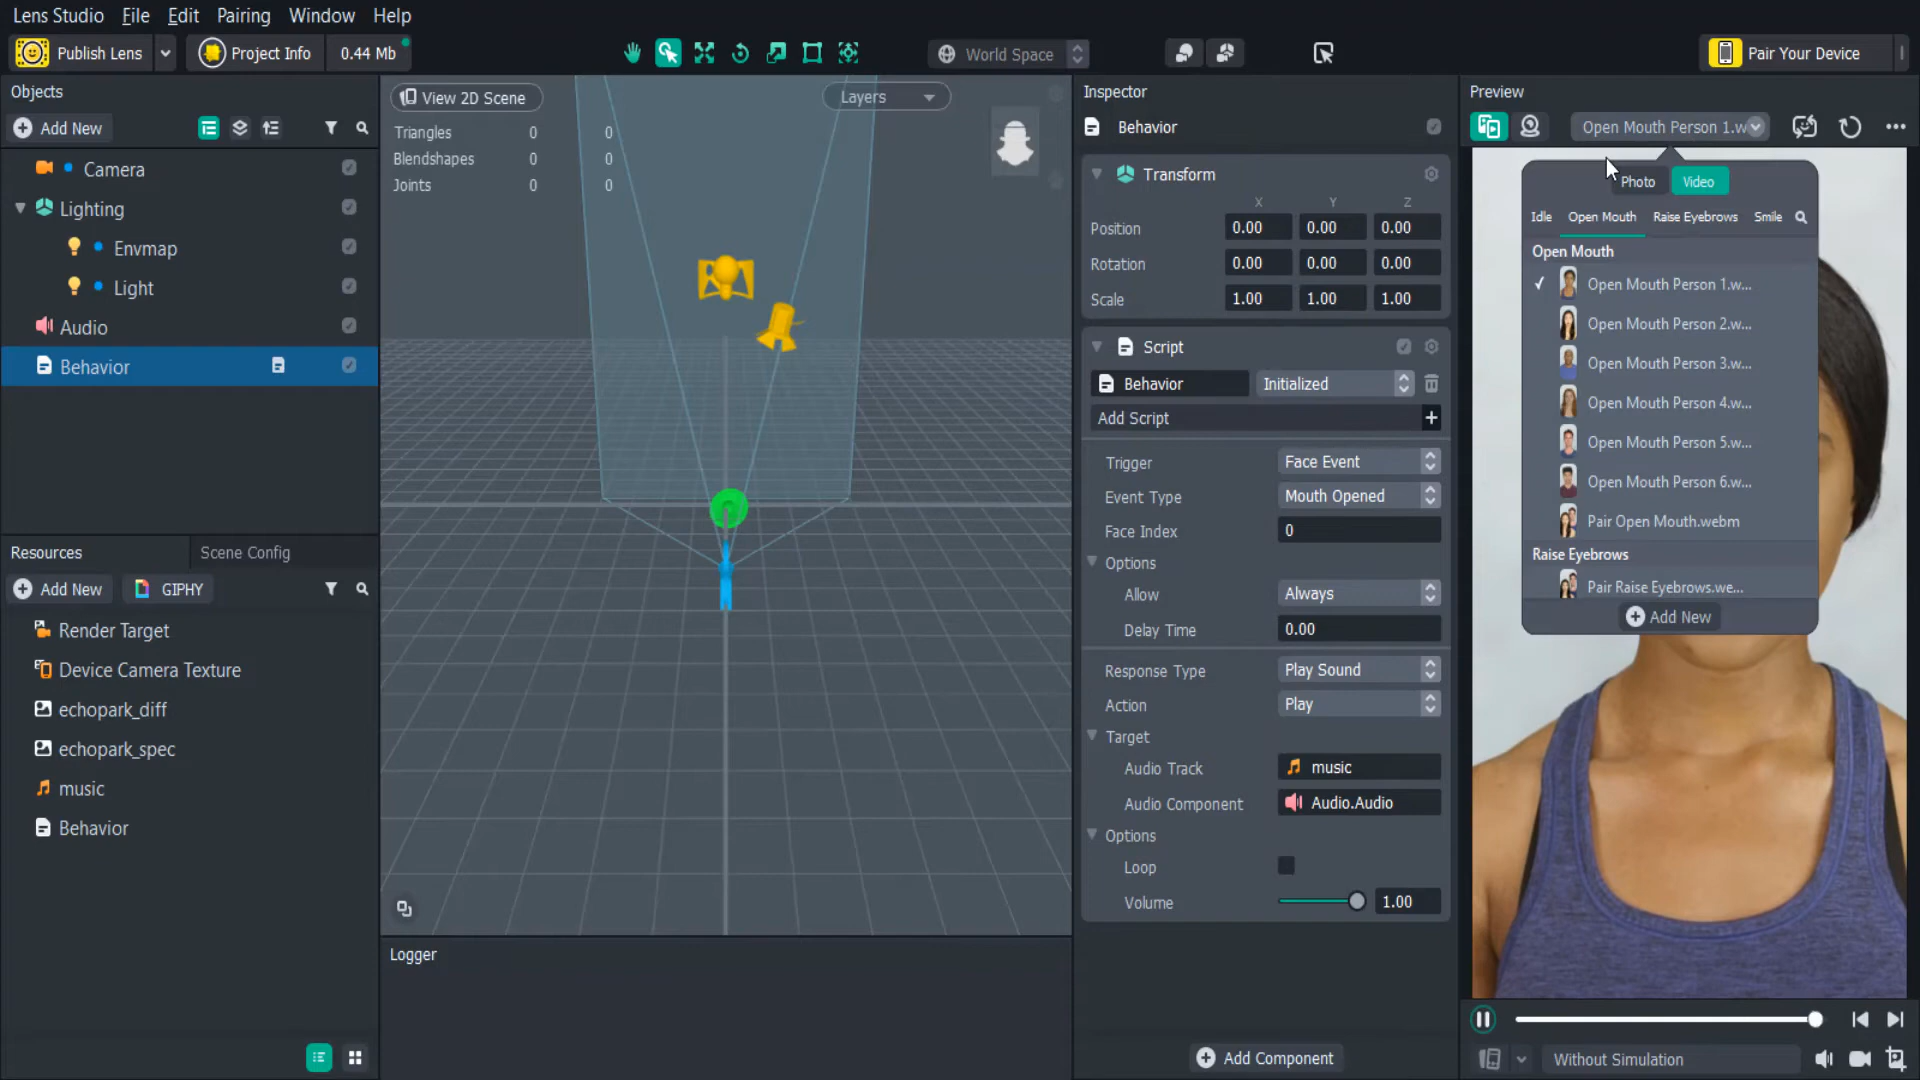 Lens Studio File Edit Pairing Window Help
Publish Lens Project Info 0.44 Mb World Space Pair Your Device
Objects
Add New
Camera
Lighting
Envmap
Light
Audio
Behavior
Resources Scene Config
Add New GIPHY
Render Target
Device Camera Texture
echopark_diff
echopark_spec
music
Behavior
View 2D Scene Layers
Triangles 0 0
Blendshapes 0 0
Joints 0 0
Logger
Inspector
Behavior
Transform
X Y Z
Position 0.00 0.00 0.00
Rotation 0.00 0.00 0.00
Scale 1.00 1.00 1.00
Script
Behavior Initialized
Add Script
Trigger Face Event
Event Type Mouth Opened
Face Index 0
Options
Allow Always
Delay Time 0.00
Response Type Play Sound
Action Play
Target
Audio Track music
Audio Component Audio.Audio
Options
Loop
Volume 1.00
Add Component
Preview
Open Mouth Person 1.w
Photo Video
Idle Open Mouth Raise Eyebrows Smile
Open Mouth
Open Mouth Person 1.w...
Open Mouth Person 2.w...
Open Mouth Person 3.w...
Open Mouth Person 4.w...
Open Mouth Person 5.w...
Open Mouth Person 6.w...
Pair Open Mouth.webm
Raise Eyebrows
Pair Raise Eyebrows.we...
Add New
Without Simulation